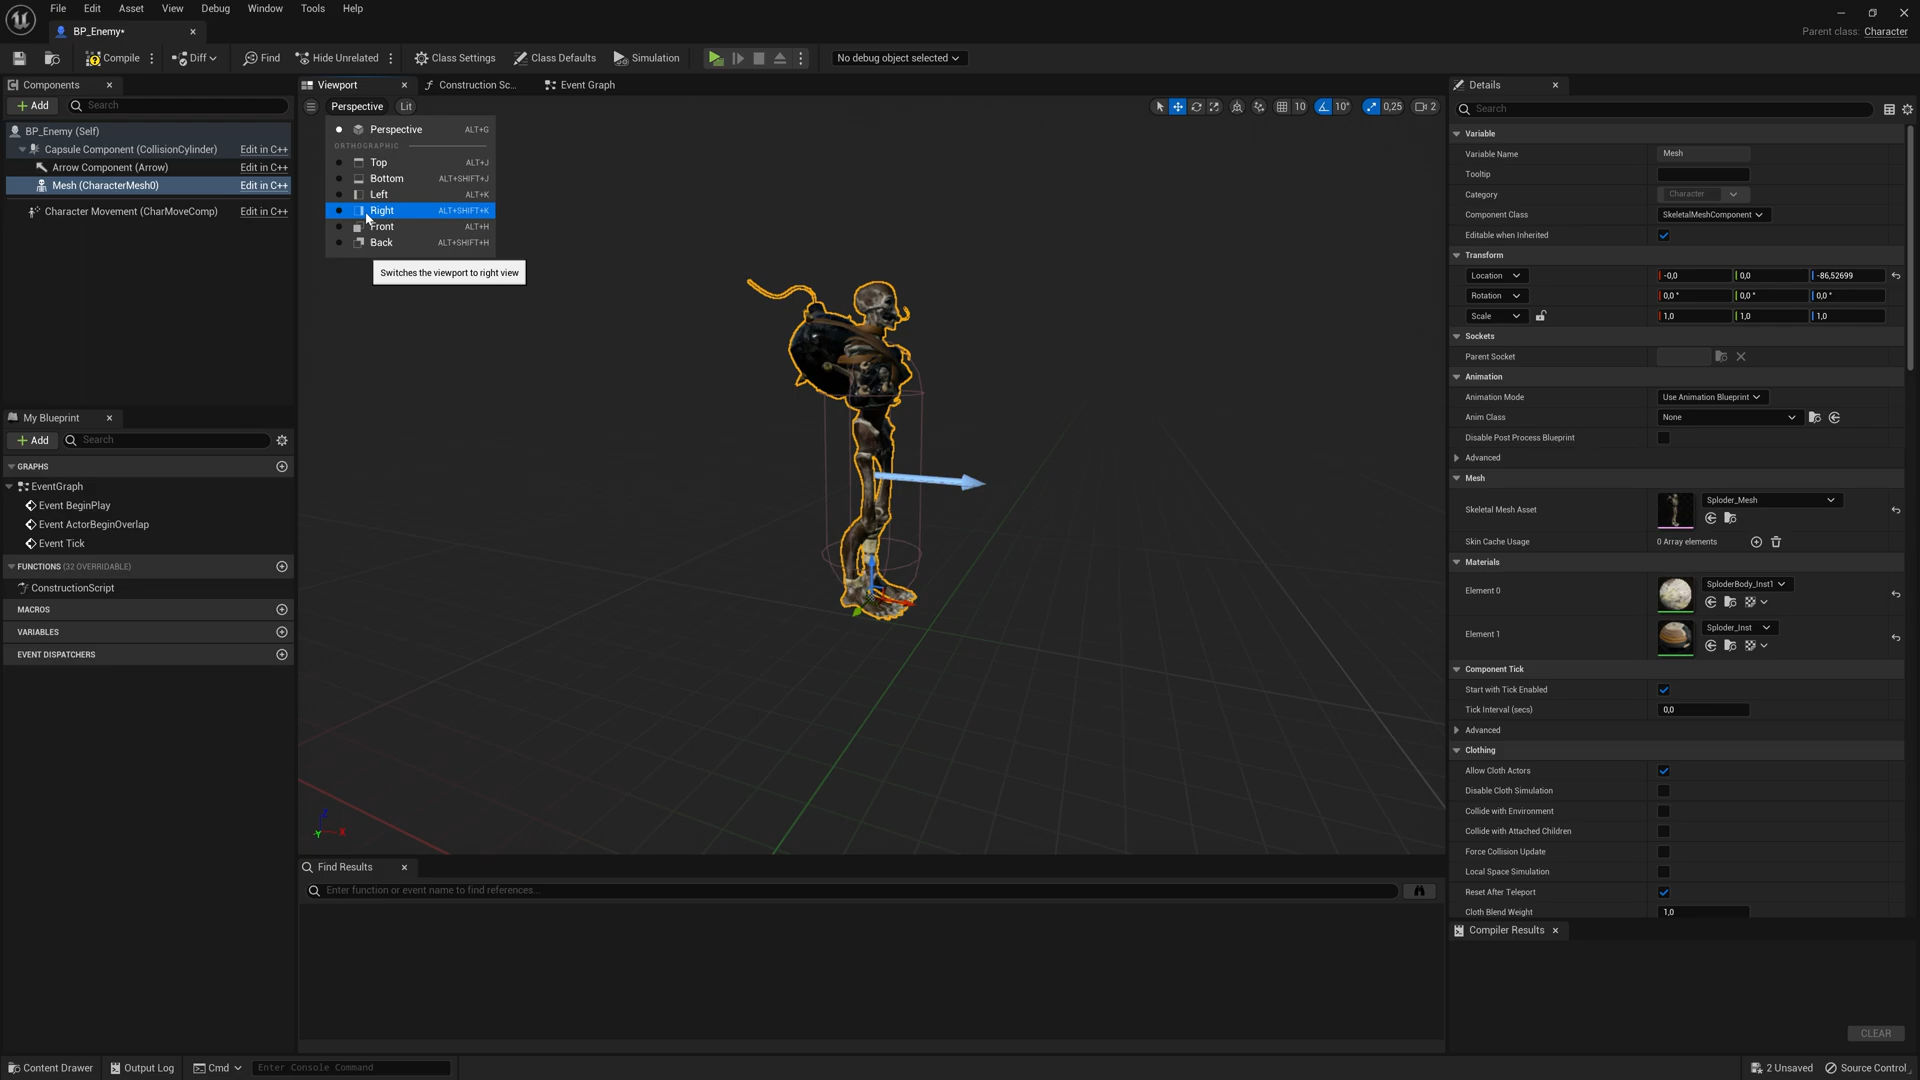 File Edit Asset View Debug Window Tools Help
BP_Enemy*
Parent class: Character
Compile Diff Find Hide Unrelated Class Settings Class Defaults Simulation No debug object selected
Components
Add Search
BP_Enemy (Self)
Capsule Component (CollisionCylinder) Edit in C++
Arrow Component (Arrow) Edit in C++
Mesh (CharacterMesh0) Edit in C++
Character Movement (CharMoveComp) Edit in C++
My Blueprint
Add Search
GRAPHS
EventGraph
Event BeginPlay
Event ActorBeginOverlap
Event Tick
FUNCTIONS (32 OVERRIDABLE)
ConstructionScript
MACROS
VARIABLES
EVENT DISPATCHERS
Viewport Construction Sc... Event Graph
Perspective Lit 10 10° 0,25 2
Perspective ALT+G
ORTHOGRAPHIC
Top ALT+J
Bottom ALT+SHIFT+J
Left ALT+K
Right ALT+SHIFT+K
Front ALT+H
Back ALT+SHIFT+H
Switches the viewport to right view
Z
Y X
Find Results
Enter function or event name to find references...
Details
Search
Variable
Variable Name Mesh
Tooltip
Category Character
Component Class SkeletalMeshComponent
Editable when Inherited
Transform
Location -0,0 0,0 -86,52699
Rotation 0,0 ° 0,0 ° 0,0 °
Scale 1,0 1,0 1,0
Sockets
Parent Socket
Animation
Animation Mode Use Animation Blueprint
Anim Class None
Disable Post Process Blueprint
Advanced
Mesh
Skeletal Mesh Asset Sploder_Mesh
Skin Cache Usage 0 Array elements
Materials
Element 0 SploderBody_Inst1
Element 1 Sploder_Inst
Component Tick
Start with Tick Enabled
Tick Interval (secs) 0,0
Advanced
Clothing
Allow Cloth Actors
Disable Cloth Simulation
Collide with Environment
Collide with Attached Children
Force Collision Update
Local Space Simulation
Reset After Teleport
Cloth Blend Weight 1,0
Compiler Results
CLEAR
Content Drawer Output Log Cmd Enter Console Command 2 Unsaved Source Control